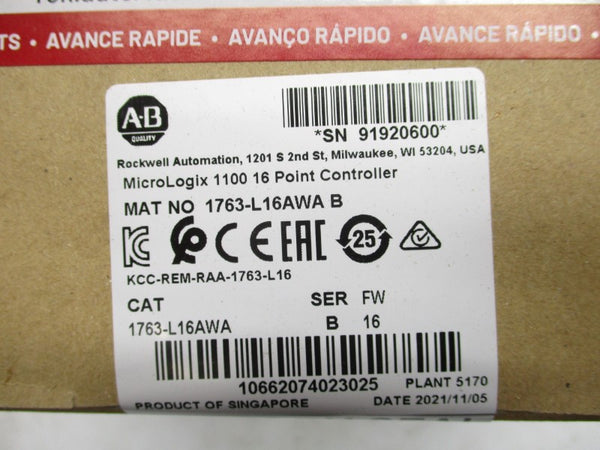 TS • AVANCE RAPIDE • AVANÇO RÁPIDO • AVANCE RÁPIDO •
A·B
QUALITY
*SN 91920600*
Rockwell Automation, 1201 S 2nd St, Milwaukee, WI 53204, USA
MicroLogix 1100 16 Point Controller
MAT NO 1763-L16AWA B
CE EAC 25
KCC-REM-RAA-1763-L16
CAT SER FW
1763-L16AWA B 16
10662074023025 PLANT 5170
PRODUCT OF SINGAPORE DATE 2021/11/05